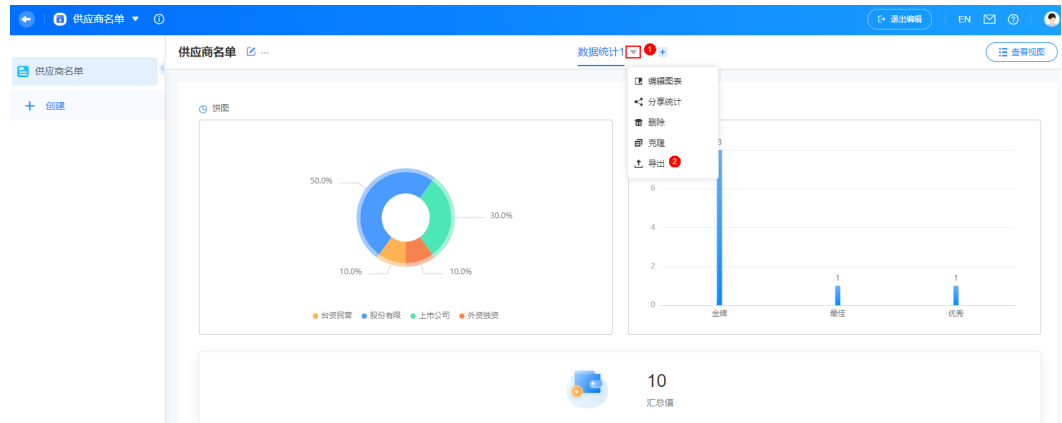 供应商名单
退出编辑
EN
供应商名单
创建
供应商名单
数据统计1
1
查看视图
编辑图表
分享统计
删除
克隆
导出
2
饼图
50.0%
30.0%
10.0%
10.0%
台资民营 股份有限 上市公司 外资独资
8
6
4
2
0
1
1
金牌
最佳
优秀
10
汇总值